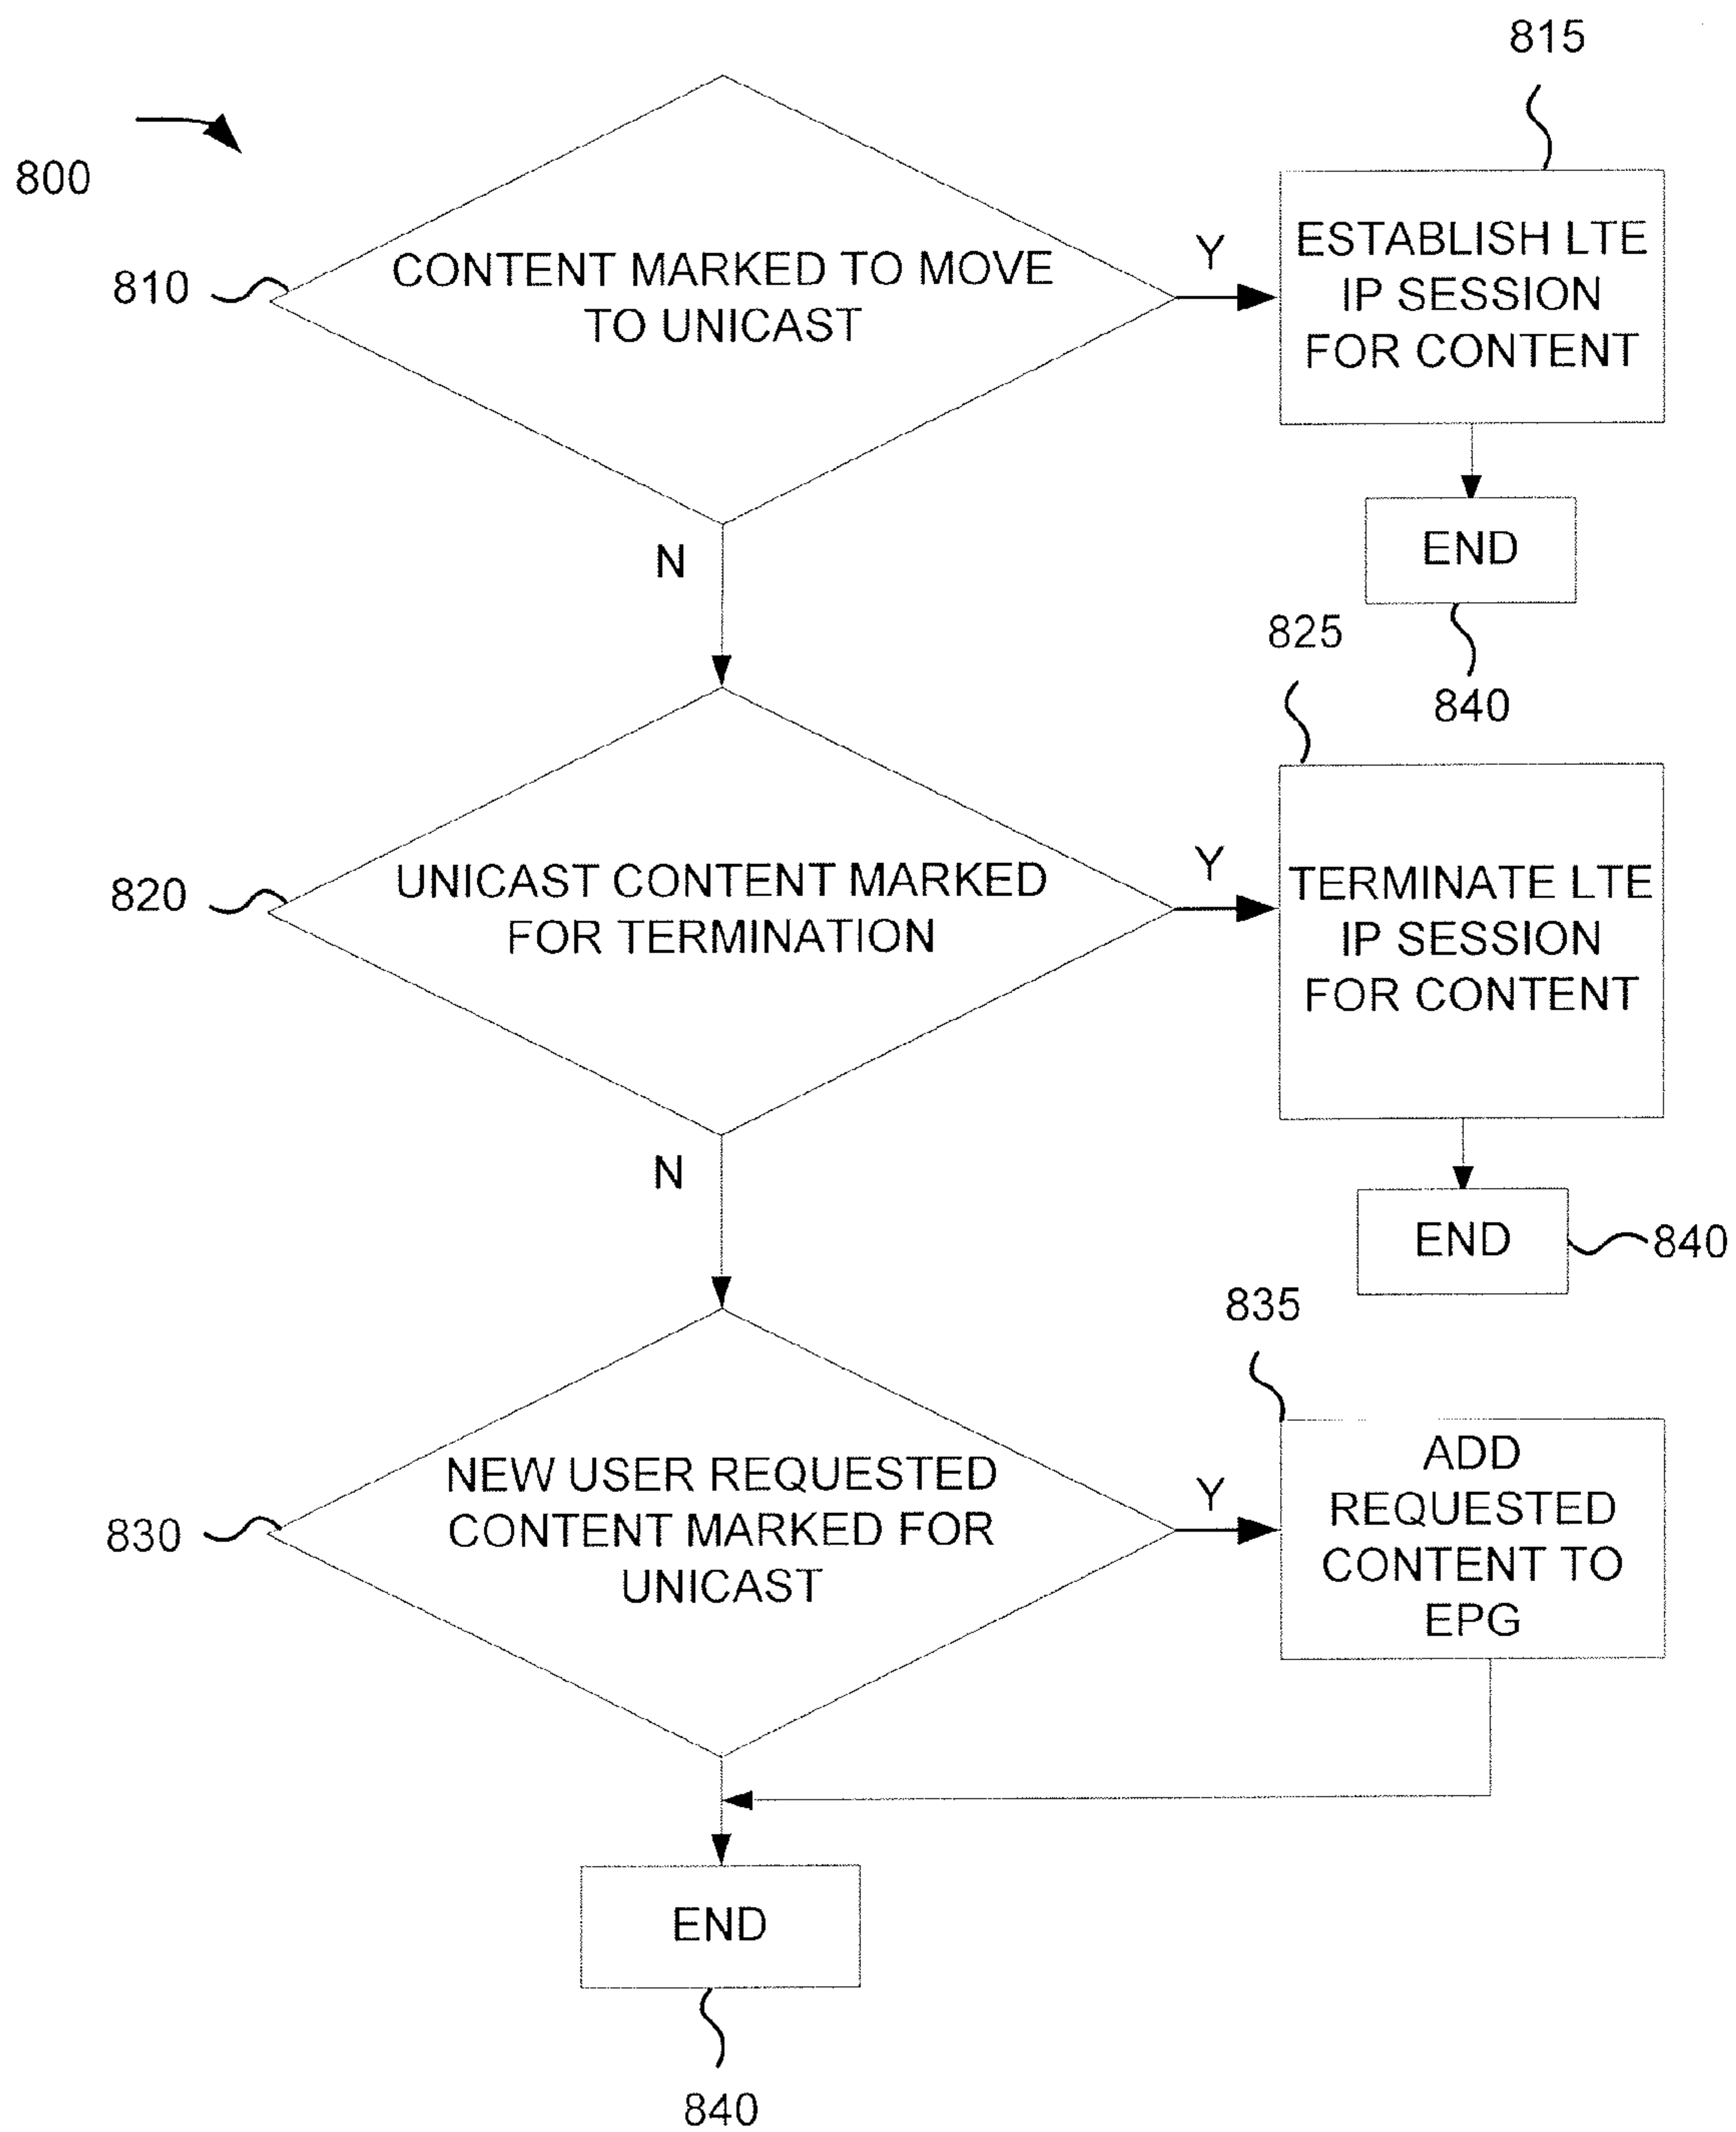 815
800
810
CONTENT MARKED TO MOVE
TO UNICAST
Y
ESTABLISH LTE
IP SESSION
FOR CONTENT
N
END
840
825
820
UNICAST CONTENT MARKED
FOR TERMINATION
Y
TERMINATE LTE
IP SESSION
FOR CONTENT
N
END
840
835
830
NEW USER REQUESTED
CONTENT MARKED FOR
UNICAST
Y
ADD
REQUESTED
CONTENT TO
EPG
END
840